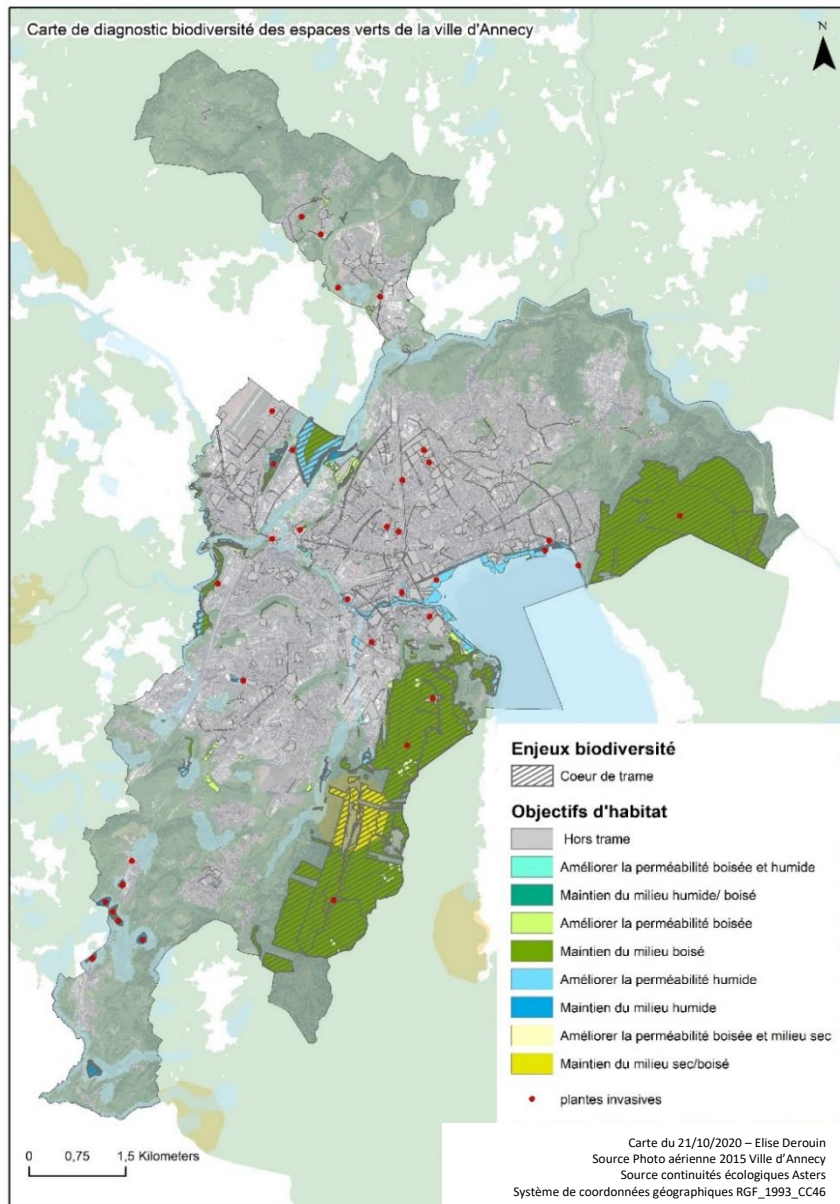 Carte de diagnostic biodiversité des espaces verts de la ville d'Annecy
N
Enjeux biodiversité
Coeur de trame
Objectifs d'habitat
Hors trame
Améliorer la perméabilité boisée et humide
Maintien du milieu humide/ boisé
Améliorer la perméabilité boisée
Maintien du milieu boisé
Améliorer la perméabilité humide
Maintien du milieu humide
Améliorer la perméabilité boisée et milieu sec
Maintien du milieu sec/boisé
plantes invasives
0 0,75 1,5 Kilometers
Carte du 21/10/2020 – Elise Derouin
Source Photo aérienne 2015 Ville d'Annecy
Source continuités écologiques Asters
Système de coordonnées géographiques RGF_1993_CC46